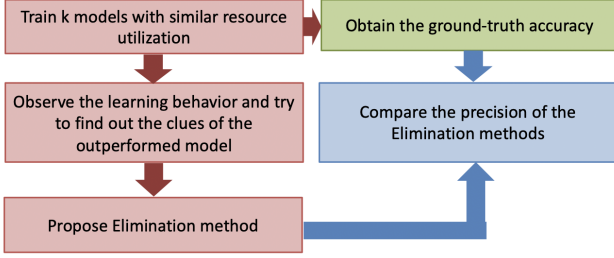 Train k models with similar resource
utilization
Obtain the ground-truth accuracy
Observe the learning behavior and try
to find out the clues of the
outperformed model
Compare the precision of the
Elimination methods
Propose Elimination method